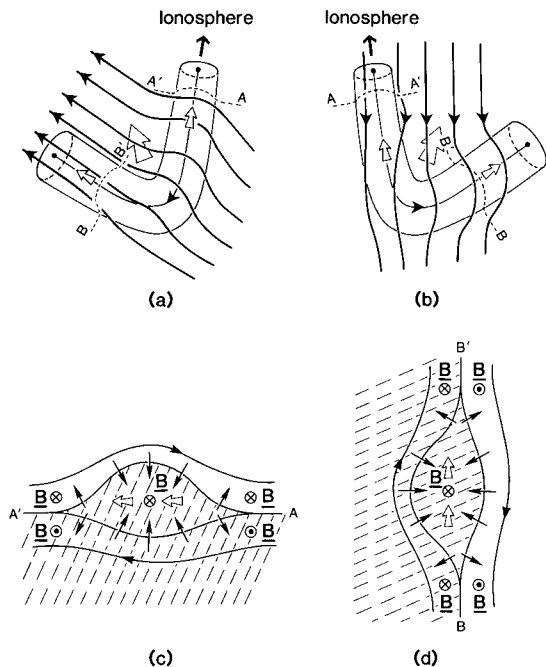 Ionosphere
A'
A
B'
B
(a)
Ionosphere
A
A'
B'
B
(b)
B
B ⊗
⊗ B
A'
A
B ⊙
⊙ B
(c)
B'
B B
⊗ ⊙
B
⊗
⊗ ⊙
B B
B
(d)